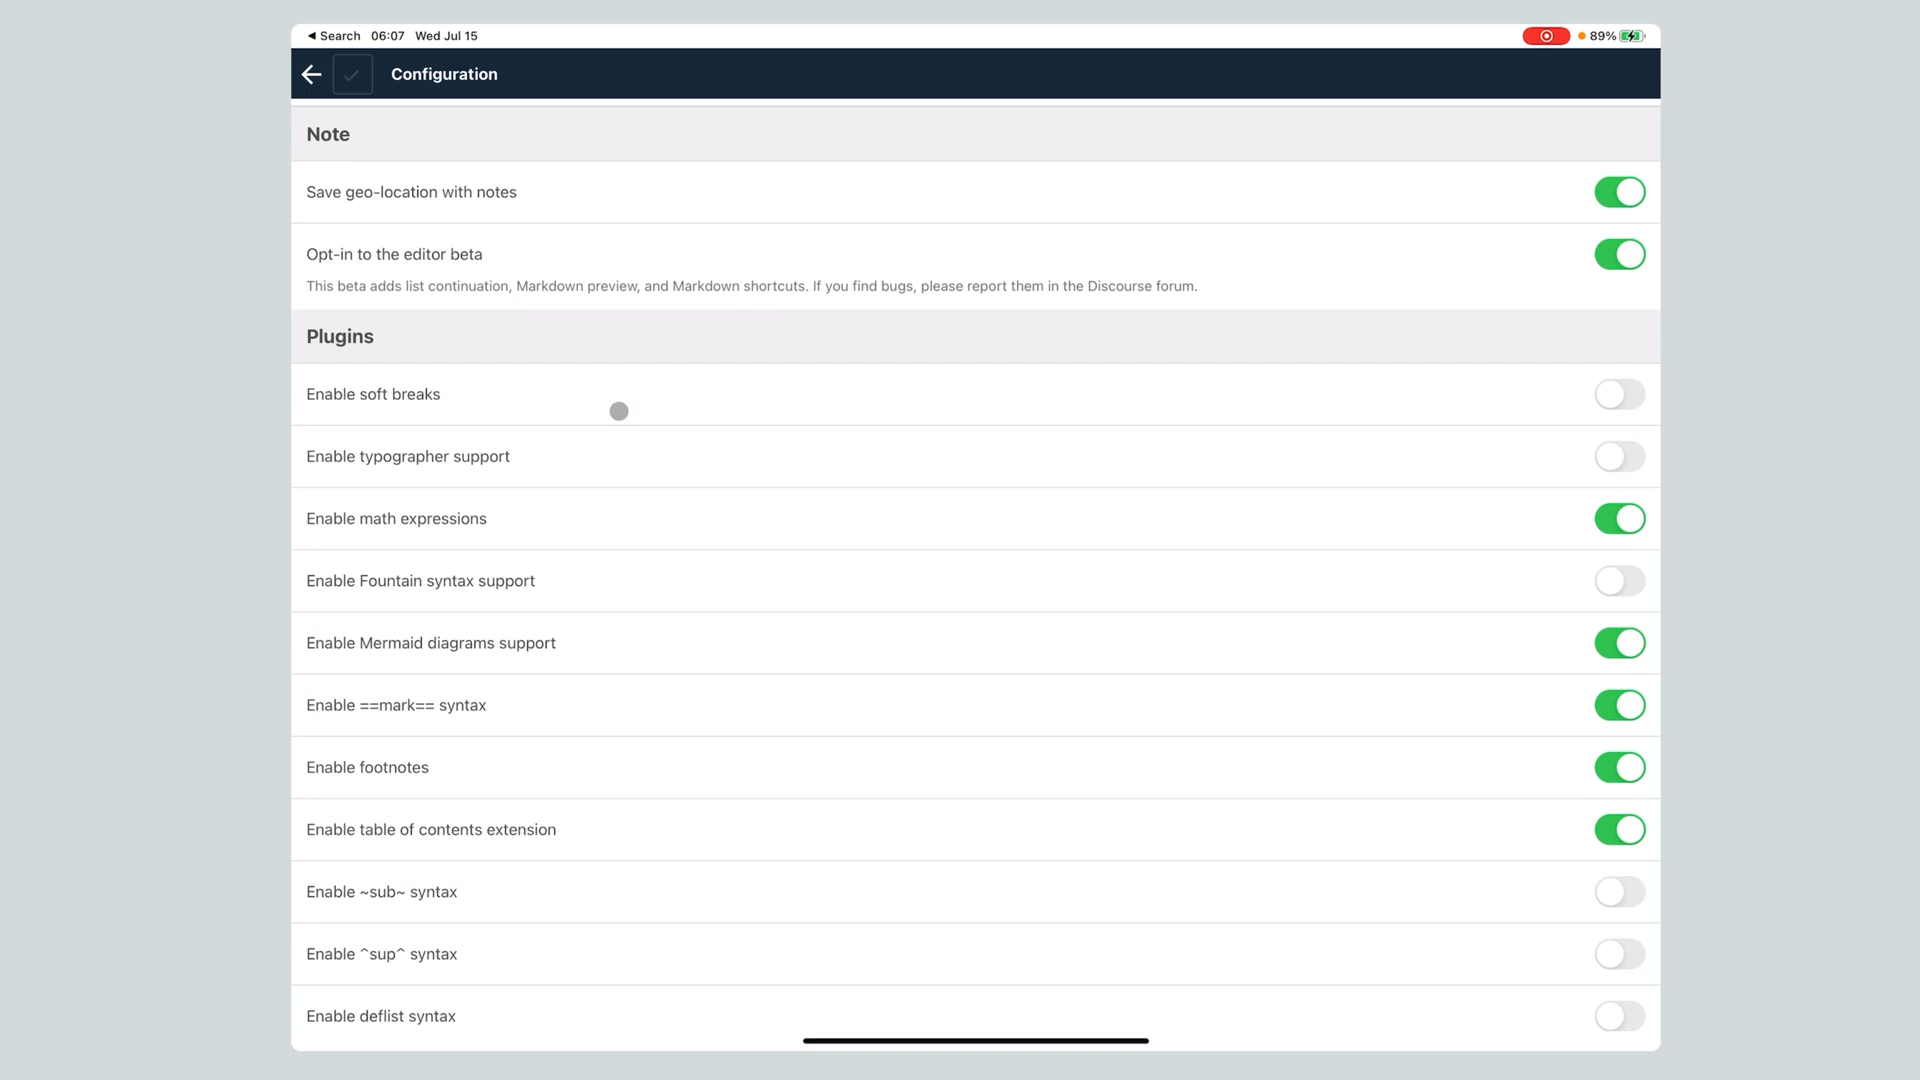 ◀ Search 06:07 Wed Jul 15
89%
Configuration
Note
Save geo-location with notes
Opt-in to the editor beta
This beta adds list continuation, Markdown preview, and Markdown shortcuts. If you find bugs, please report them in the Discourse forum.
Plugins
Enable soft breaks
Enable typographer support
Enable math expressions
Enable Fountain syntax support
Enable Mermaid diagrams support
Enable ==mark== syntax
Enable footnotes
Enable table of contents extension
Enable ~sub~ syntax
Enable ^sup^ syntax
Enable deflist syntax